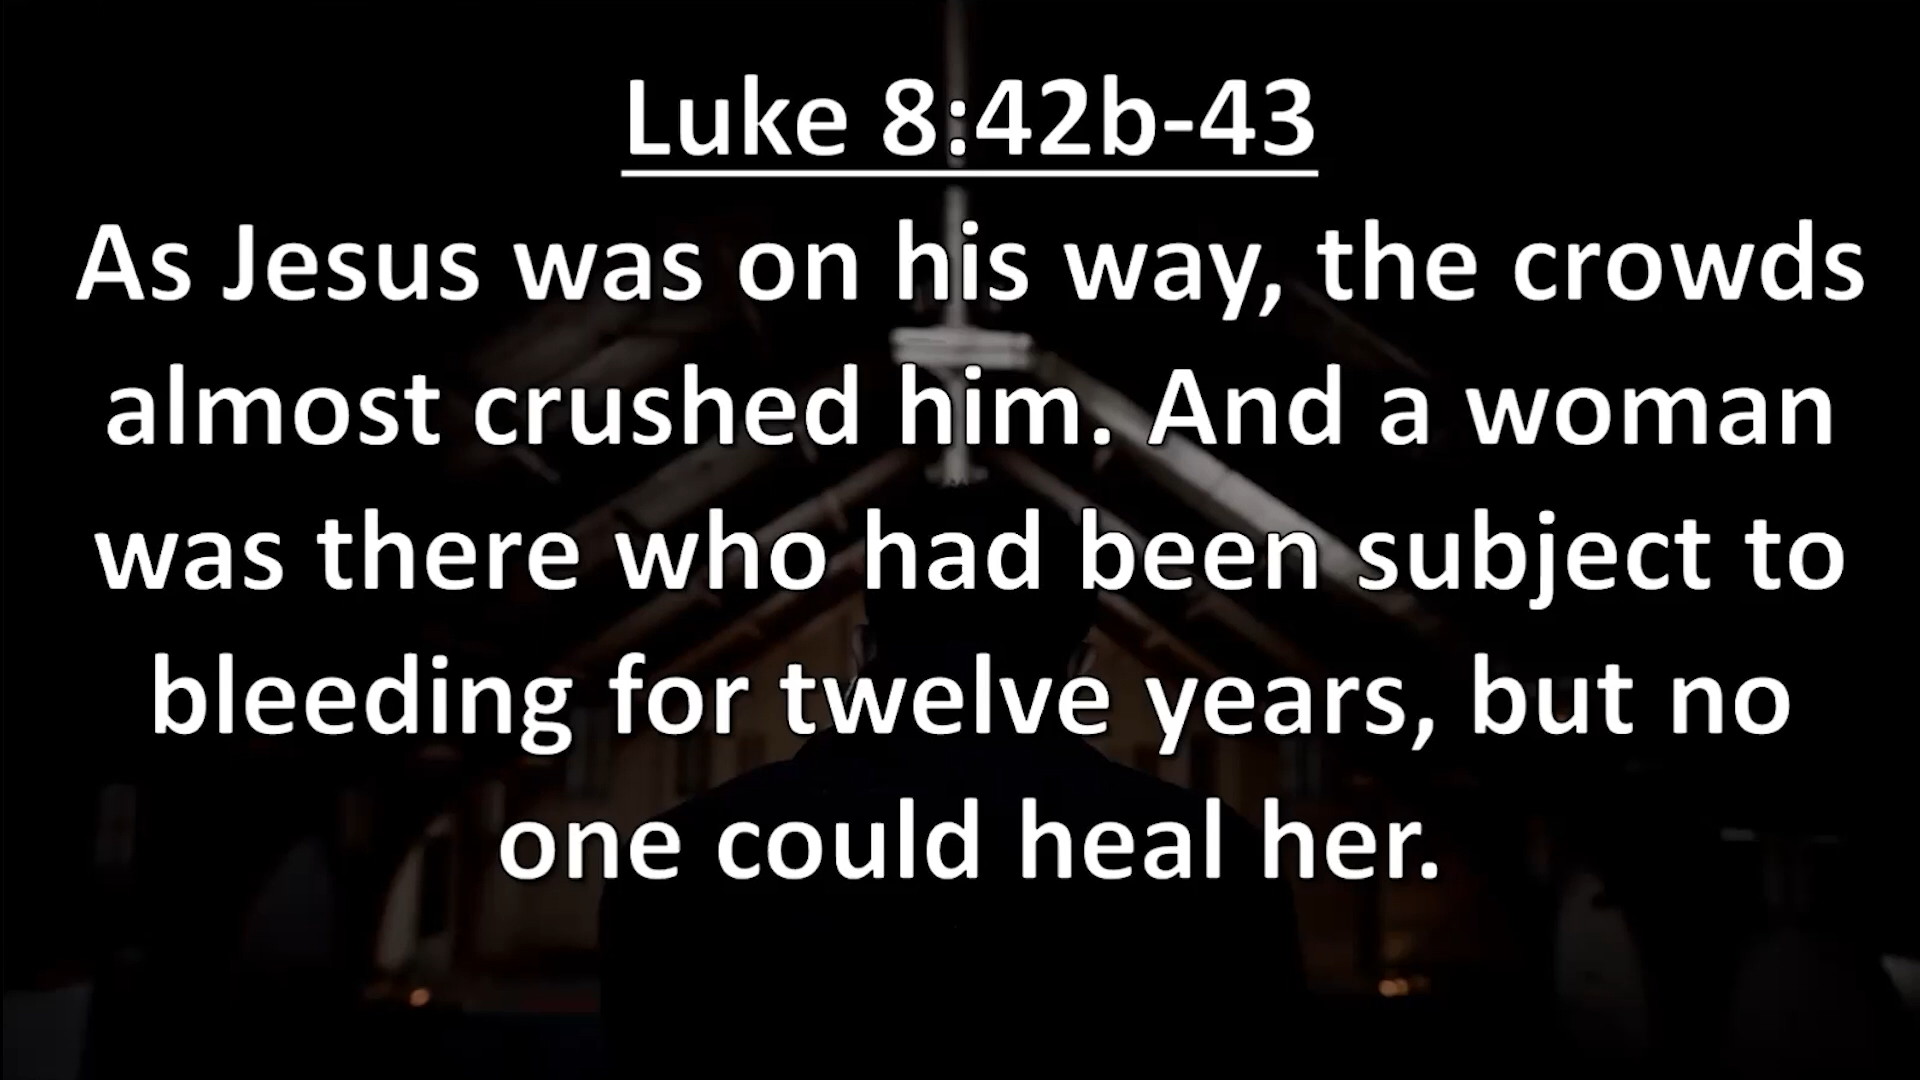 Luke 8:42b-43
As Jesus was on his way, the crowds
almost crushed him. And a woman
was there who had been subject to
bleeding for twelve years, but no
one could heal her.